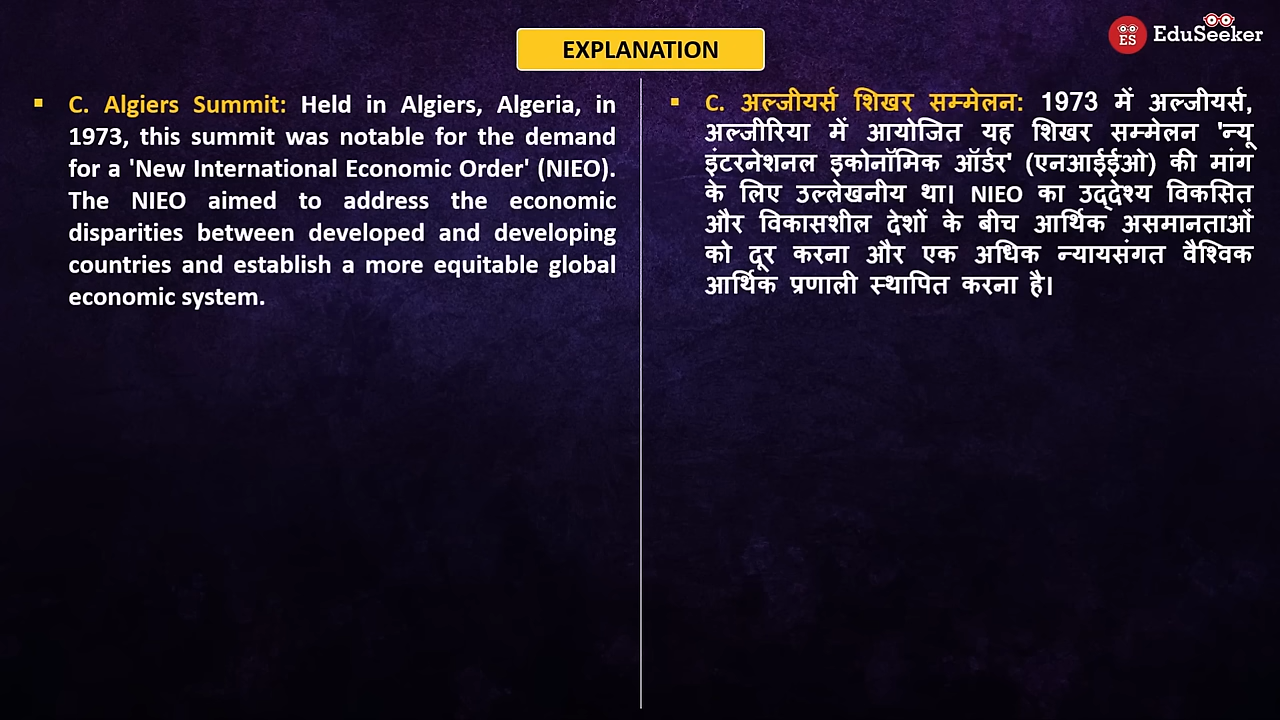 EXPLANATION
ES EduSeeker
▪ C. Algiers Summit: Held in Algiers, Algeria, in
1973, this summit was notable for the demand
for a 'New International Economic Order' (NIEO).
The NIEO aimed to address the economic
disparities between developed and developing
countries and establish a more equitable global
economic system.
▪ C. अल्जीयर्स शिखर सम्मेलन: 1973 में अल्जीयर्स,
अल्जीरिया में आयोजित यह शिखर सम्मेलन 'न्यू
इंटरनेशनल इकोनॉमिक ऑर्डर' (एनआईईओ) की मांग
के लिए उल्लेखनीय था। NIEO का उद्देश्य विकसित
और विकासशील देशों के बीच आर्थिक असमानताओं
को दूर करना और एक अधिक न्यायसंगत वैश्विक
आर्थिक प्रणाली स्थापित करना है।